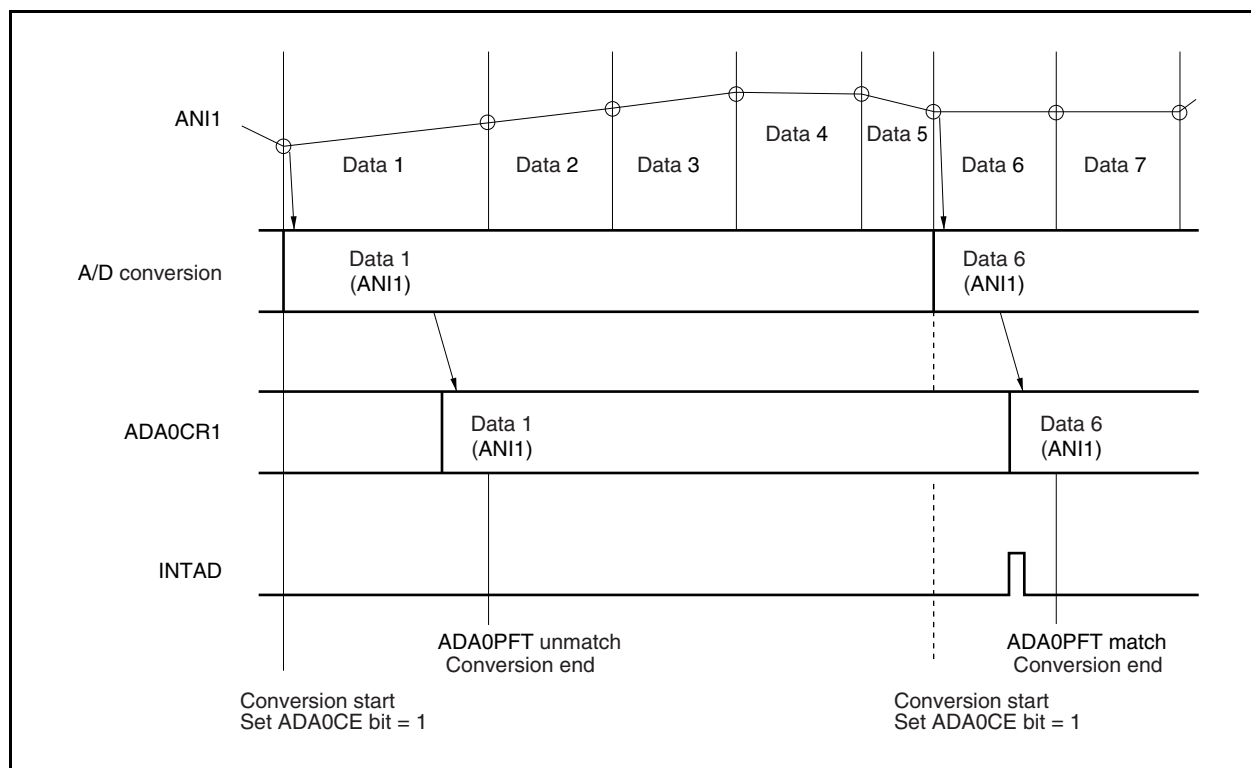 ANI1
Data 1
Data 2
Data 3
Data 4
Data 5
Data 6
Data 7
A/D conversion
Data 1
(ANI1)
Data 6
(ANI1)
ADA0CR1
Data 1
(ANI1)
Data 6
(ANI1)
INTAD
ADA0PFT unmatch
Conversion end
ADA0PFT match
Conversion end
Conversion start
Set ADA0CE bit = 1
Conversion start
Set ADA0CE bit = 1